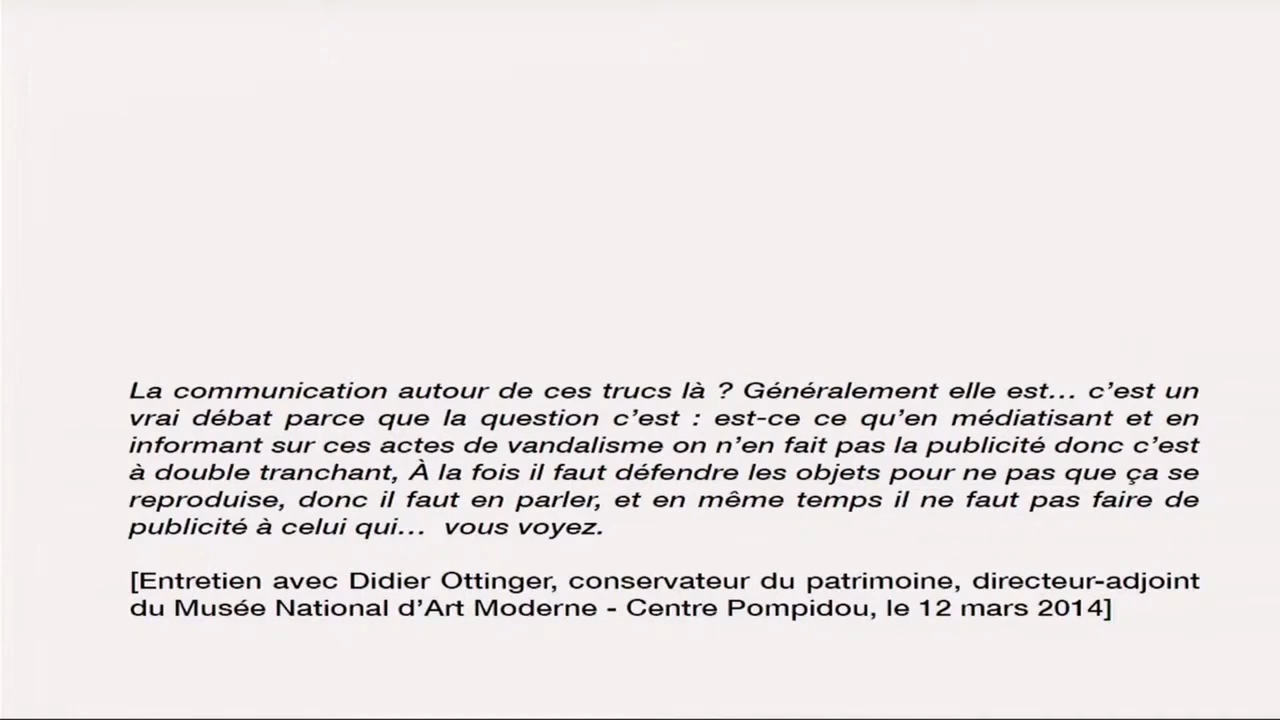 La communication autour de ces trucs là ? Généralement elle est… c’est un
vrai débat parce que la question c’est : est-ce ce qu’en médiatisant et en
informant sur ces actes de vandalisme on n’en fait pas la publicité donc c’est
à double tranchant, À la fois il faut défendre les objets pour ne pas que ça se
reproduise, donc il faut en parler, et en même temps il ne faut pas faire de
publicité à celui qui…  vous voyez.
[Entretien avec Didier Ottinger, conservateur du patrimoine, directeur-adjoint
du Musée National d’Art Moderne - Centre Pompidou, le 12 mars 2014]